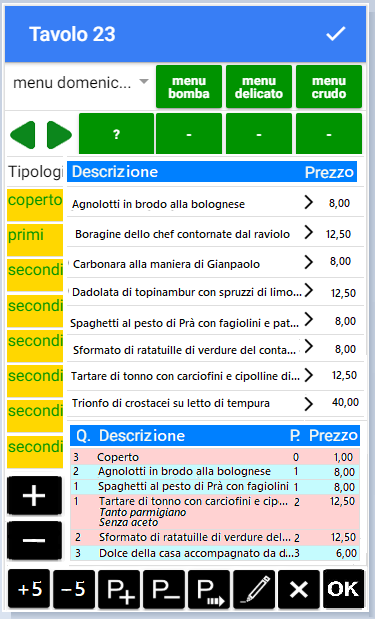 Tavolo 23
menu domenic...
menu bomba
menu delicato
menu crudo
?
-
-
-
Tipologi
Descrizione Prezzo
coperto
primi
secondi
secondi
secondi
secondi
secondi
secondi
Agnolotti in brodo alla bolognese 8,00
Boragine dello chef contornate dal raviolo 12,50
Carbonara alla maniera di Gianpaolo 8,00
Dadolata di topinambur con spruzzi di limo... 12,50
Spaghetti al pesto di Prà con fagiolini e pat... 8,00
Sformato di ratatuille di verdure del conta... 8,00
Tartare di tonno con carciofini e cipolline di... 12,50
Trionfo di crostacei su letto di tempura 40,00
Q. Descrizione P. Prezzo
3 Coperto 0 1,00
2 Agnolotti in brodo alla bolognese 1 8,00
1 Spaghetti al pesto di Prà con fagiolini 1 8,00
1 Tartare di tonno con carciofini e cip... 2 12,50
Tanto parmigiano
Senza aceto
2 Sformato di ratatuille di verdure del... 2 12,50
3 Dolce della casa accompagnato da d... 3 6,00
+
−
+5 −5 P+ P− P OK